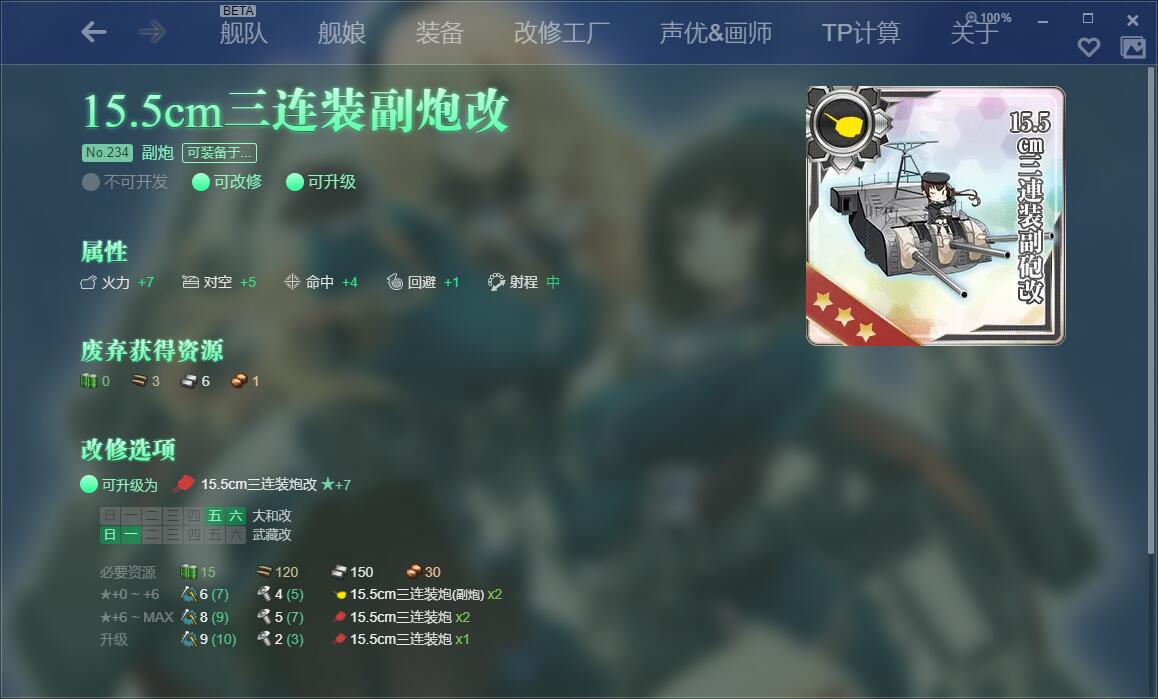 BETA
舰队 舰娘 装备 改修工厂 声优&画师 TP计算 关于 100%
15.5cm三连装副炮改
No.234 副炮 可装备于...
不可开发 可改修 可升级
属性
火力 +7 对空 +5 命中 +4 回避 +1 射程 中
废弃获得资源
0 3 6 1
改修选项
可升级为 15.5cm三连装炮改 ★+7
日 一 二 三 四 五 六 大和改
日 一 二 三 四 五 六 武藏改
必要资源 15 120 150 30
★+0 ~ +6 6 (7) 4 (5) 15.5cm三连装炮(副炮) x2
★+6 ~ MAX 8 (9) 5 (7) 15.5cm三连装炮 x2
升级 9 (10) 2 (3) 15.5cm三连装炮 x1
15.5cm三連装副砲改